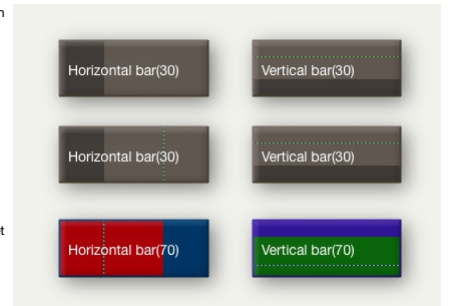 Horizontal bar(30)
Vertical bar(30)
Horizontal bar(30)
Vertical bar(30)
Horizontal bar(70)
Vertical bar(70)